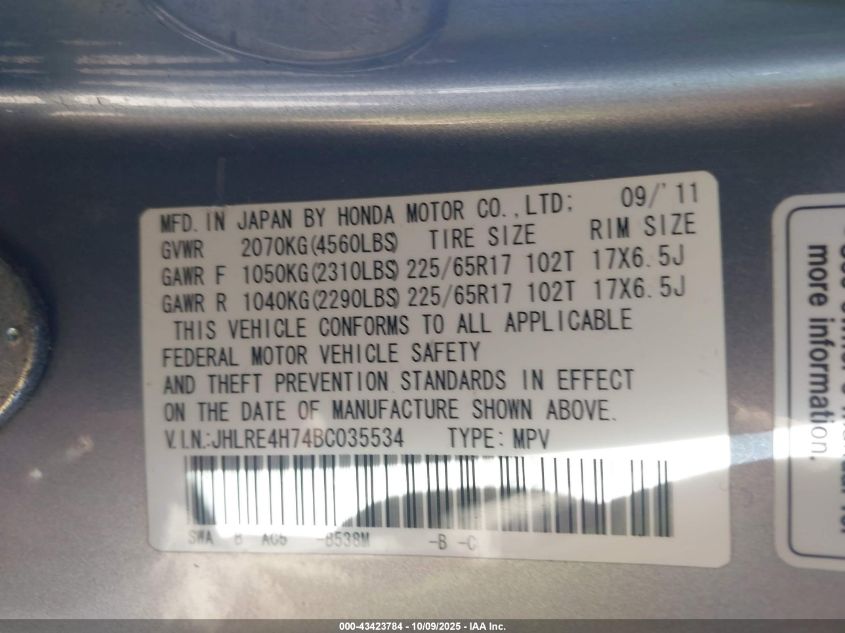 MFD. IN JAPAN BY HONDA MOTOR CO., LTD; 09/'11
GVWR 2070KG(4560LBS) TIRE SIZE RIM SIZE
GAWR F 1050KG(2310LBS) 225/65R17 102T 17X6.5J
GAWR R 1040KG(2290LBS) 225/65R17 102T 17X6.5J
THIS VEHICLE CONFORMS TO ALL APPLICABLE
FEDERAL MOTOR VEHICLE SAFETY
AND THEFT PREVENTION STANDARDS IN EFFECT
ON THE DATE OF MANUFACTURE SHOWN ABOVE.
V.I.N.:JHLRE4H74BC035534 TYPE: MPV
SWA B -B538M -B -C
more information.
000-43423784 - 10/09/2025 - IAA Inc.